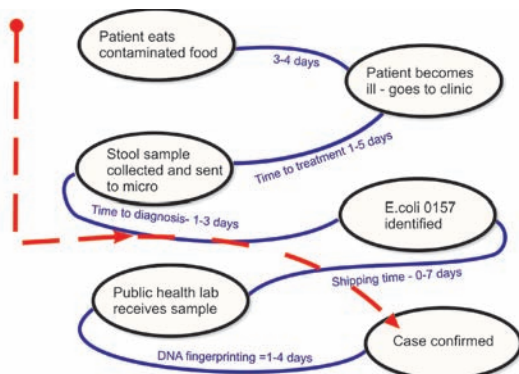 Patient eats
contaminated food
3-4 days
Patient becomes
ill - goes to clinic
Time to treatment 1-5 days
Stool sample
collected and sent
to micro
Time to diagnosis- 1-3 days
E.coli 0157
identified
Shipping time - 0-7 days
Public health lab
receives sample
DNA fingerprinting =1-4 days
Case confirmed